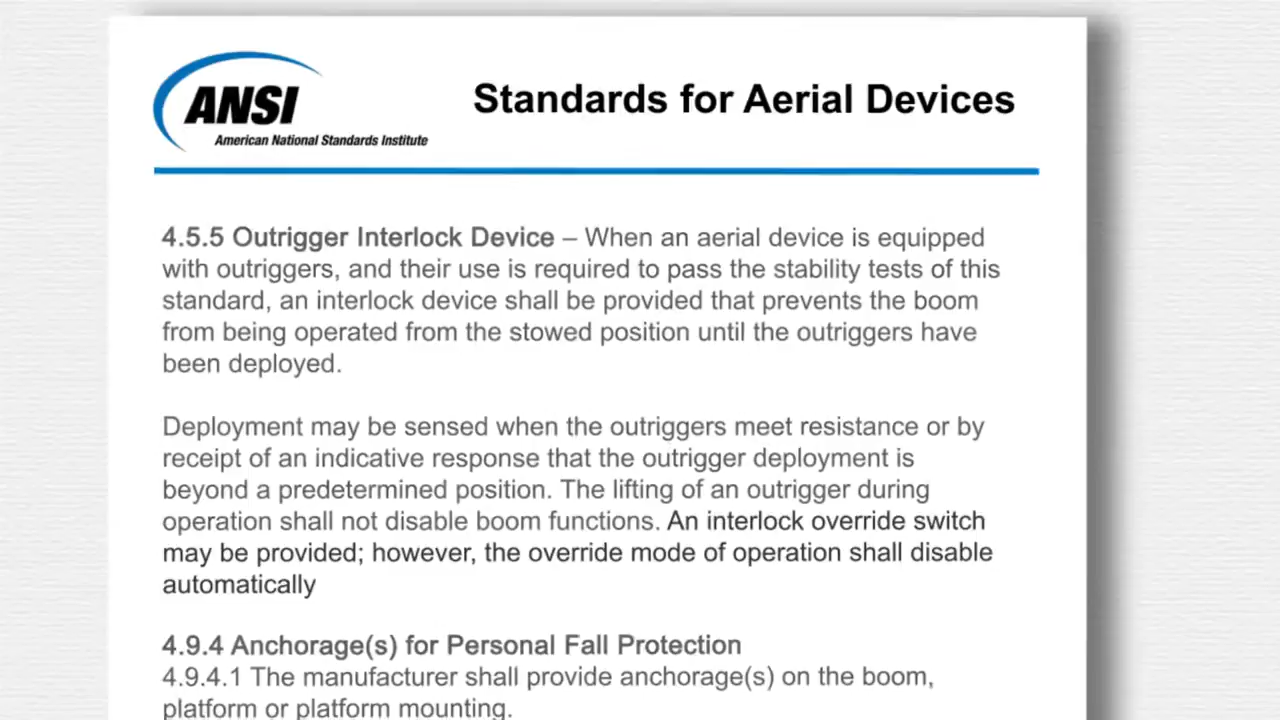 ANSI
American National Standards Institute
Standards for Aerial Devices
4.5.5 Outrigger Interlock Device – When an aerial device is equipped
with outriggers, and their use is required to pass the stability tests of this
standard, an interlock device shall be provided that prevents the boom
from being operated from the stowed position until the outriggers have
been deployed.
Deployment may be sensed when the outriggers meet resistance or by
receipt of an indicative response that the outrigger deployment is
beyond a predetermined position. The lifting of an outrigger during
operation shall not disable boom functions. An interlock override switch
may be provided; however, the override mode of operation shall disable
automatically
4.9.4 Anchorage(s) for Personal Fall Protection
4.9.4.1 The manufacturer shall provide anchorage(s) on the boom,
platform or platform mounting.